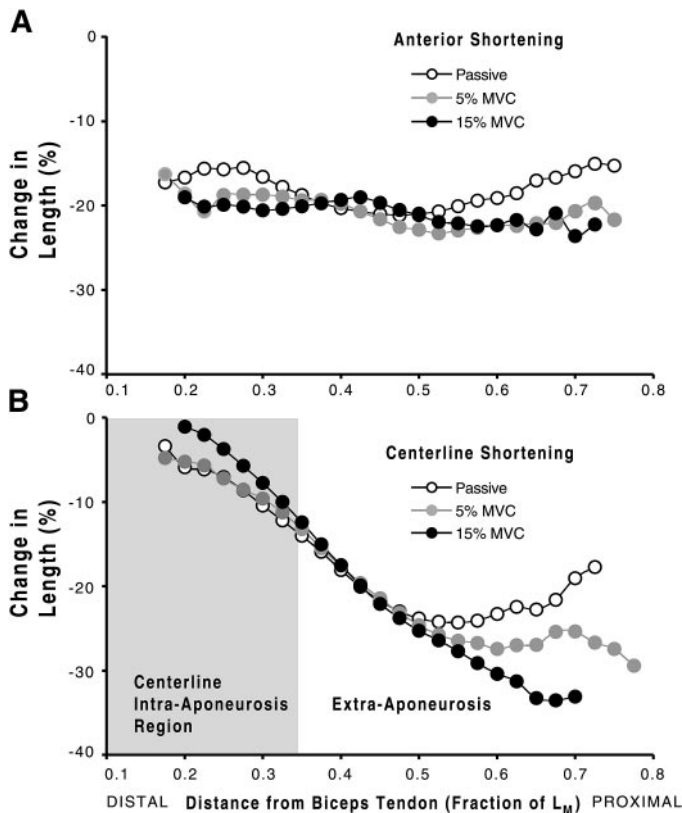 A
Anterior Shortening
Passive
5% MVC
15% MVC
Change in
Length (%)
0
-10
-20
-30
-40
0.1 0.2 0.3 0.4 0.5 0.6 0.7 0.8
B
Centerline Shortening
Passive
5% MVC
15% MVC
Change in
Length (%)
0
-10
-20
-30
-40
Centerline
Intra-Aponeurosis
Region
Extra-Aponeurosis
0.1 0.2 0.3 0.4 0.5 0.6 0.7 0.8
DISTAL Distance from Biceps Tendon (Fraction of L_M) PROXIMAL